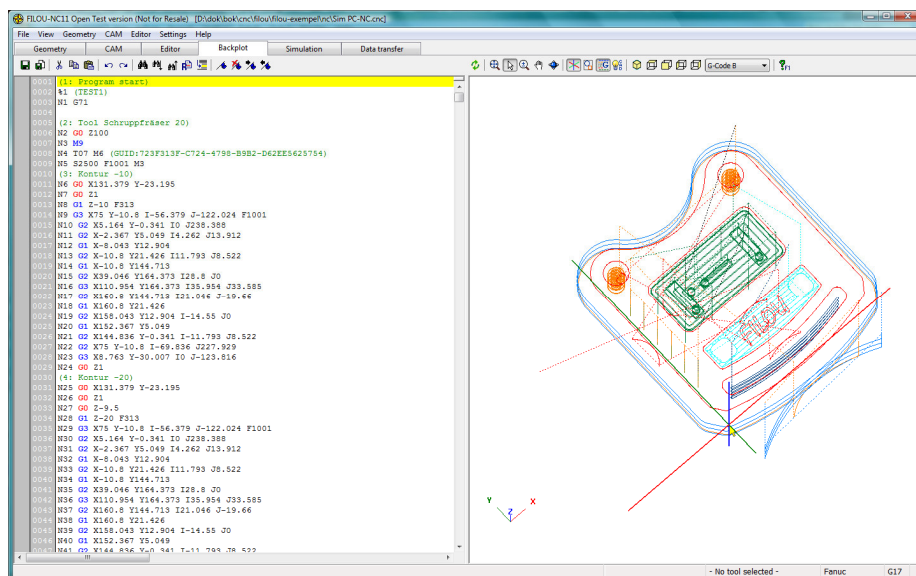 FILOU-NC11 Open Test version (Not for Resale) [D:\dok\bok\cnc\filou\filou-exempel\nc\Sim PC-NC.cnc]
File View Geometry CAM Editor Settings Help
Geometry CAM Editor Backplot Simulation Data transfer
G-Code B
F1
0001 (1: Program start)
0002 %1 (TEST1)
0003 N1 G71
0004
0005 (2: Tool Schruppfräser 20)
0006 N2 G0 Z100
0007 N3 M9
0008 N4 T07 M6 (GUID:723F313F-C724-4798-B9B2-D62EE5625754)
0009 N5 S2500 F1001 M3
0010 (3: Kontur -10)
0011 N6 G0 X131.379 Y-23.195
0012 N7 G0 Z1
0013 N8 G1 Z-10 F313
0014 N9 G3 X75 Y-10.8 I-56.379 J-122.024 F1001
0015 N10 G2 X5.164 Y-0.341 I0 J238.388
0016 N11 G2 X-2.367 Y5.049 I4.262 J13.912
0017 N12 G1 X-8.043 Y12.904
0018 N13 G2 X-10.8 Y21.426 I11.793 J8.522
0019 N14 G1 X-10.8 Y144.713
0020 N15 G2 X39.046 Y164.373 I28.8 J0
0021 N16 G3 X110.954 Y164.373 I35.954 J33.585
0022 N17 G2 X160.8 Y144.713 I21.046 J-19.66
0023 N18 G1 X160.8 Y21.426
0024 N19 G2 X158.043 Y12.904 I-14.55 J0
0025 N20 G1 X152.367 Y5.049
0026 N21 G2 X144.836 Y-0.341 I-11.793 J8.522
0027 N22 G2 X75 Y-10.8 I-69.836 J227.929
0028 N23 G3 X8.763 Y-30.007 I0 J-123.816
0029 N24 G0 Z1
0030 (4: Kontur -20)
0031 N25 G0 X131.379 Y-23.195
0032 N26 G0 Z1
0033 N27 G0 Z-9.5
0034 N28 G1 Z-20 F313
0035 N29 G3 X75 Y-10.8 I-56.379 J-122.024 F1001
0036 N30 G2 X5.164 Y-0.341 I0 J238.388
0037 N31 G2 X-2.367 Y5.049 I4.262 J13.912
0038 N32 G1 X-8.043 Y12.904
0039 N33 G2 X-10.8 Y21.426 I11.793 J8.522
0040 N34 G1 X-10.8 Y144.713
0041 N35 G2 X39.046 Y164.373 I28.8 J0
0042 N36 G3 X110.954 Y164.373 I35.954 J33.585
0043 N37 G2 X160.8 Y144.713 I21.046 J-19.66
0044 N38 G1 X160.8 Y21.426
0045 N39 G2 X158.043 Y12.904 I-14.55 J0
0046 N40 G1 X152.367 Y5.049
0047 N41 G2 X144.836 Y-0.341 I-11.793 J8.522
FILOU
Y Z X
- No tool selected - Fanuc G17